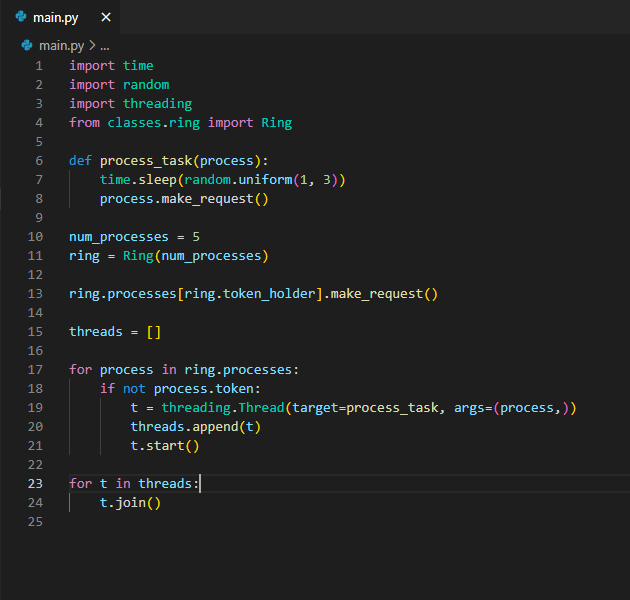 main.py ×
main.py > ...
1 import time
2 import random
3 import threading
4 from classes.ring import Ring
5
6 def process_task(process):
7     time.sleep(random.uniform(1, 3))
8     process.make_request()
9
10 num_processes = 5
11 ring = Ring(num_processes)
12
13 ring.processes[ring.token_holder].make_request()
14
15 threads = []
16
17 for process in ring.processes:
18     if not process.token:
19         t = threading.Thread(target=process_task, args=(process,))
20         threads.append(t)
21         t.start()
22
23 for t in threads:
24     t.join()
25